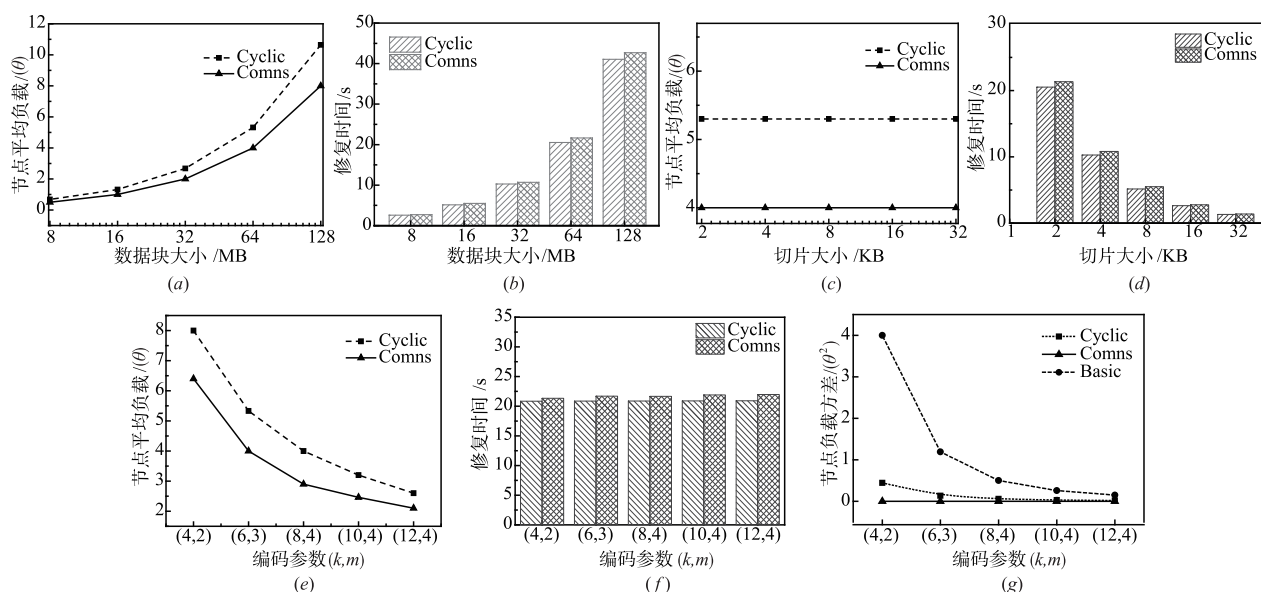 12
10
8
6
4
2
0
节点平均负载/(θ)
Cyclic
Comns
8 16 32 64 128
数据块大小 /MB
(a)
50
40
30
20
10
0
修复时间/s
Cyclic
Comns
8 16 32 64 128
数据块大小/MB
(b)
6
5
4
节点平均负载/(θ)
Cyclic
Comns
2 4 8 16 32
切片大小 /KB
(c)
30
20
10
0
修复时间/s
Cyclic
Comns
1 2 4 8 16 32
切片大小 /KB
(d)
8
7
6
5
4
3
2
节点平均负载/(θ)
Cyclic
Comns
(4,2) (6,3) (8,4) (10,4) (12,4)
编码参数(k,m)
(e)
35
30
25
20
15
10
5
0
修复时间 /s
Cyclic
Comns
(4,2) (6,3) (8,4) (10,4) (12,4)
编码参数(k,m)
(f)
4
3
2
1
0
节点负载方差/(θ²)
Cyclic
Comns
Basic
(4,2) (6,3) (8,4) (10,4) (12,4)
编码参数(k,m)
(g)